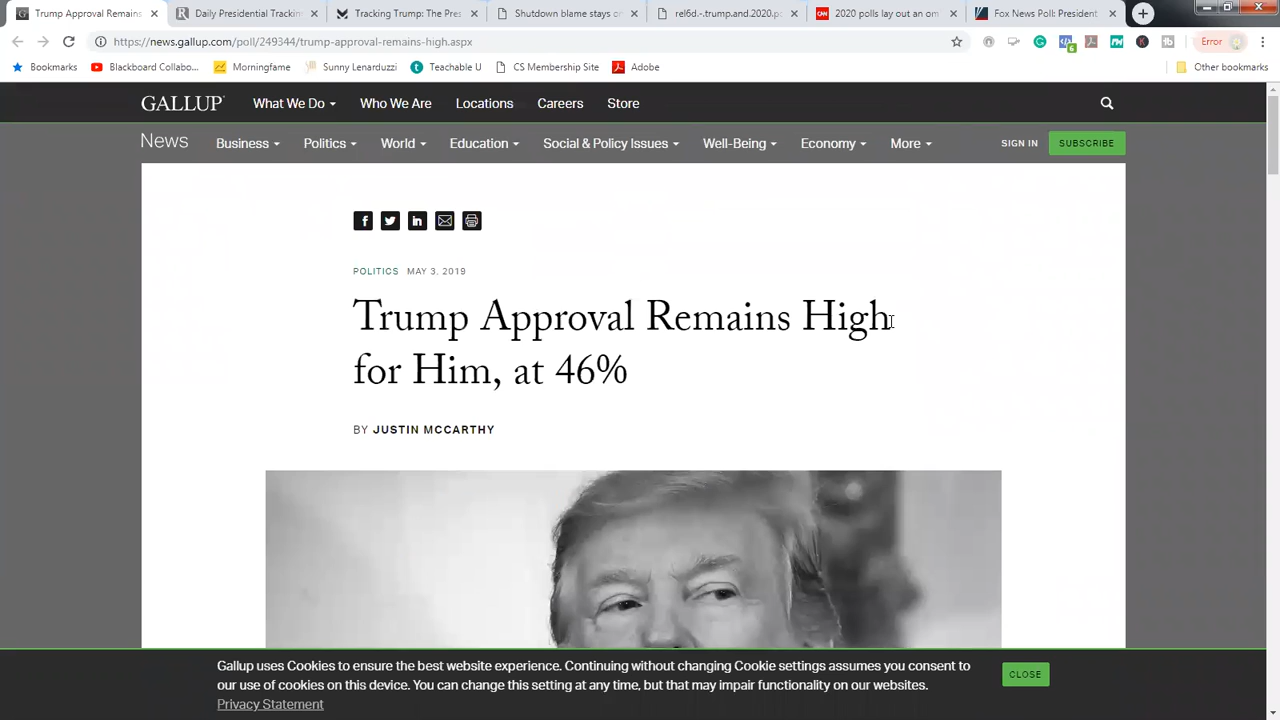 Trump Approval Remains
Daily Presidential Trackin
Tracking Trump: The Pres
Shutdown blame stays on
rel6d.-.trump.and.2020.po
2020 polls lay out an om
Fox News Poll: President
https://news.gallup.com/poll/249344/trump-approval-remains-high.aspx
6
Error
Bookmarks
Blackboard Collabo...
Morningfame
Sunny Lenarduzzi
Teachable U
CS Membership Site
Adobe
Other bookmarks
GALLUP
What We Do
Who We Are
Locations
Careers
Store
News
Business
Politics
World
Education
Social & Policy Issues
Well-Being
Economy
More
SIGN IN
SUBSCRIBE
POLITICS MAY 3, 2019
Trump Approval Remains High
for Him, at 46%
BY JUSTIN MCCARTHY
Gallup uses Cookies to ensure the best website experience. Continuing without changing Cookie settings assumes you consent to
our use of cookies on this device. You can change this setting at any time, but that may impair functionality on our websites.
Privacy Statement
CLOSE